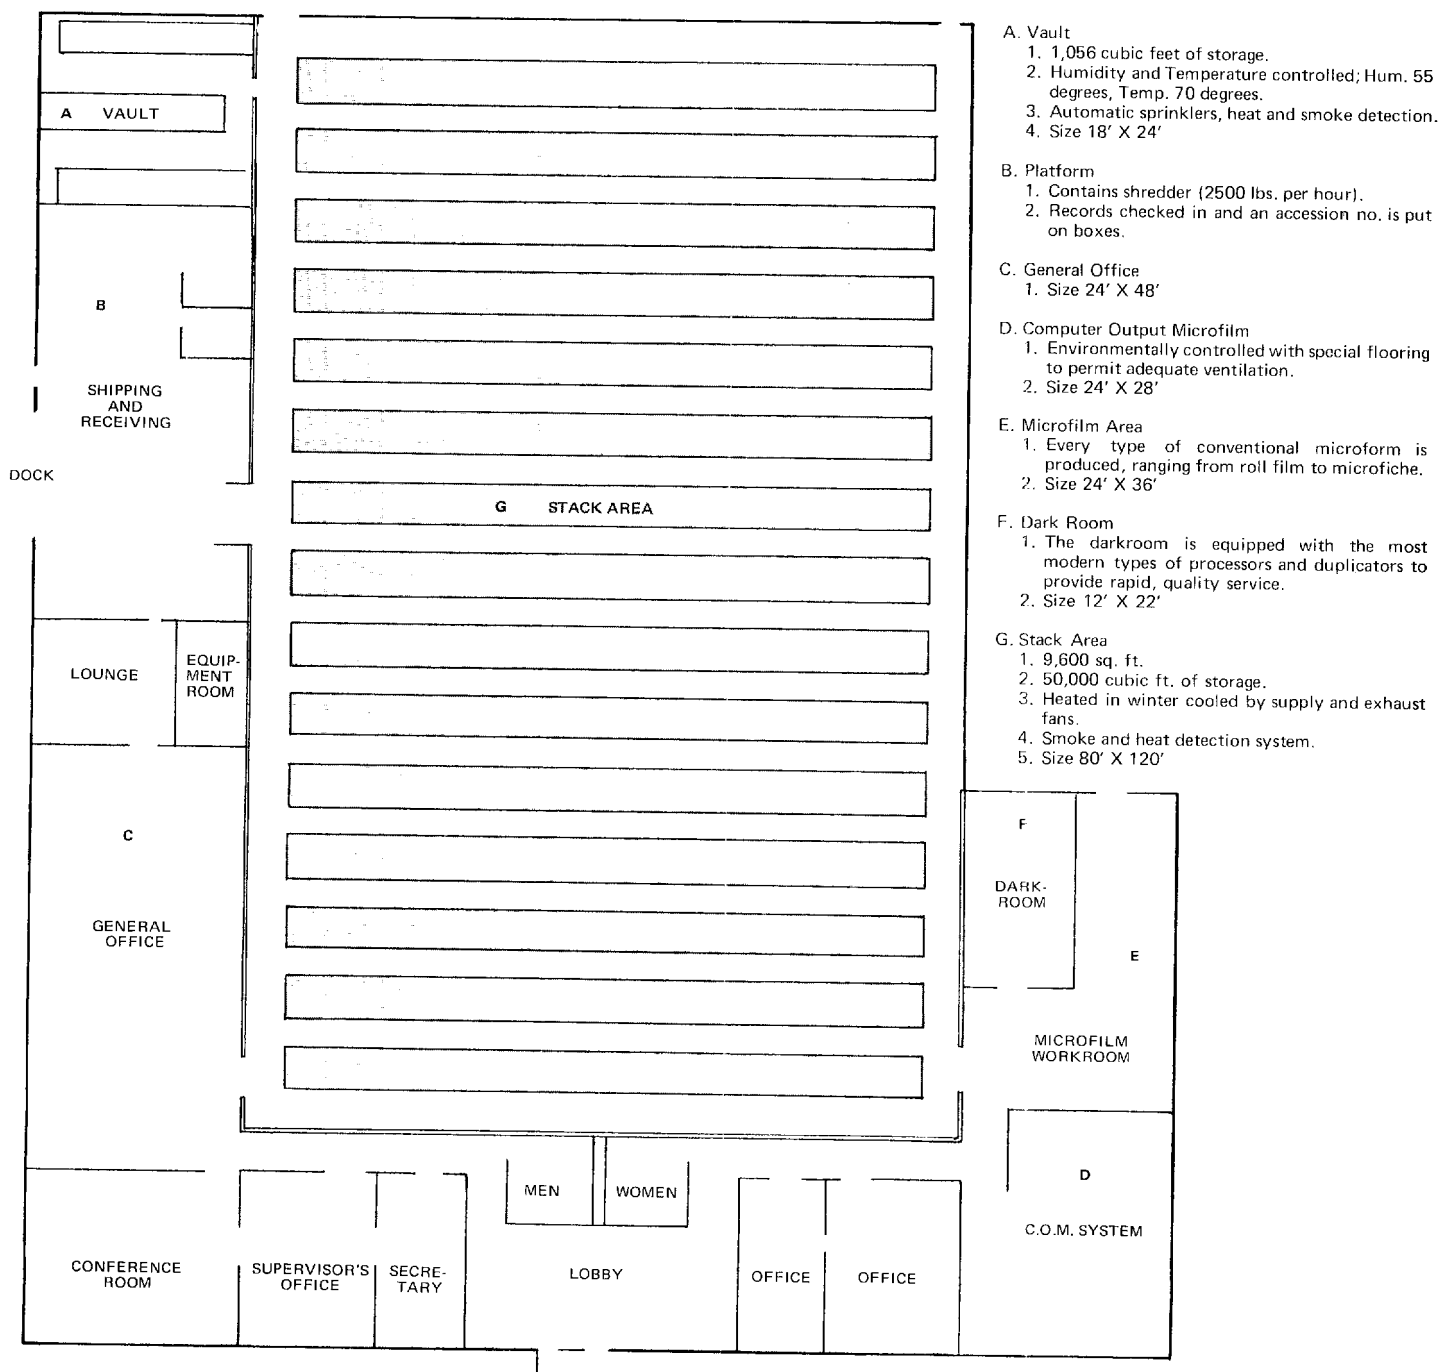 A VAULT
B
SHIPPING
AND
RECEIVING
DOCK
G STACK AREA
LOUNGE
EQUIP-
MENT
ROOM
C
GENERAL
OFFICE
F
DARK-
ROOM
E
MICROFILM
WORKROOM
D
C.O.M. SYSTEM
MEN
WOMEN
CONFERENCE
ROOM
SUPERVISOR'S
OFFICE
SECRE-
TARY
LOBBY
OFFICE
OFFICE
A. Vault
1. 1,056 cubic feet of storage.
2. Humidity and Temperature controlled; Hum. 55
degrees, Temp. 70 degrees.
3. Automatic sprinklers, heat and smoke detection.
4. Size 18' X 24'
B. Platform
1. Contains shredder (2500 lbs. per hour).
2. Records checked in and an accession no. is put
on boxes.
C. General Office
1. Size 24' X 48'
D. Computer Output Microfilm
1. Environmentally controlled with special flooring
to permit adequate ventilation.
2. Size 24' X 28'
E. Microfilm Area
1. Every type of conventional microform is
produced, ranging from roll film to microfiche.
2. Size 24' X 36'
F. Dark Room
1. The darkroom is equipped with the most
modern types of processors and duplicators to
provide rapid, quality service.
2. Size 12' X 22'
G. Stack Area
1. 9,600 sq. ft.
2. 50,000 cubic ft. of storage.
3. Heated in winter cooled by supply and exhaust
fans.
4. Smoke and heat detection system.
5. Size 80' X 120'